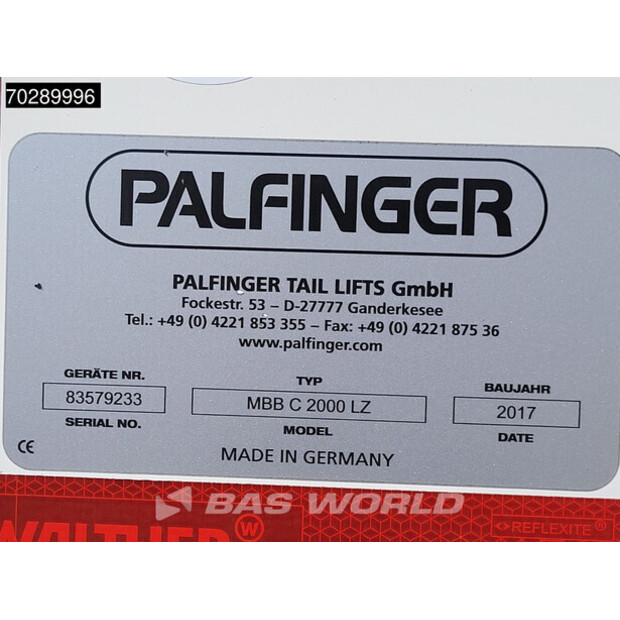 70289996
PALFINGER
PALFINGER TAIL LIFTS GmbH
Fockestr. 53 – D-27777 Ganderkesee
Tel.: +49 (0) 4221 853 355 – Fax: +49 (0) 4221 875 36
www.palfinger.com
GERÄTE NR. TYP BAUJAHR
83579233 MBB C 2000 LZ 2017
SERIAL NO. MODEL DATE
CE MADE IN GERMANY
BAS WORLD
WALTHER W REFLEXITE®